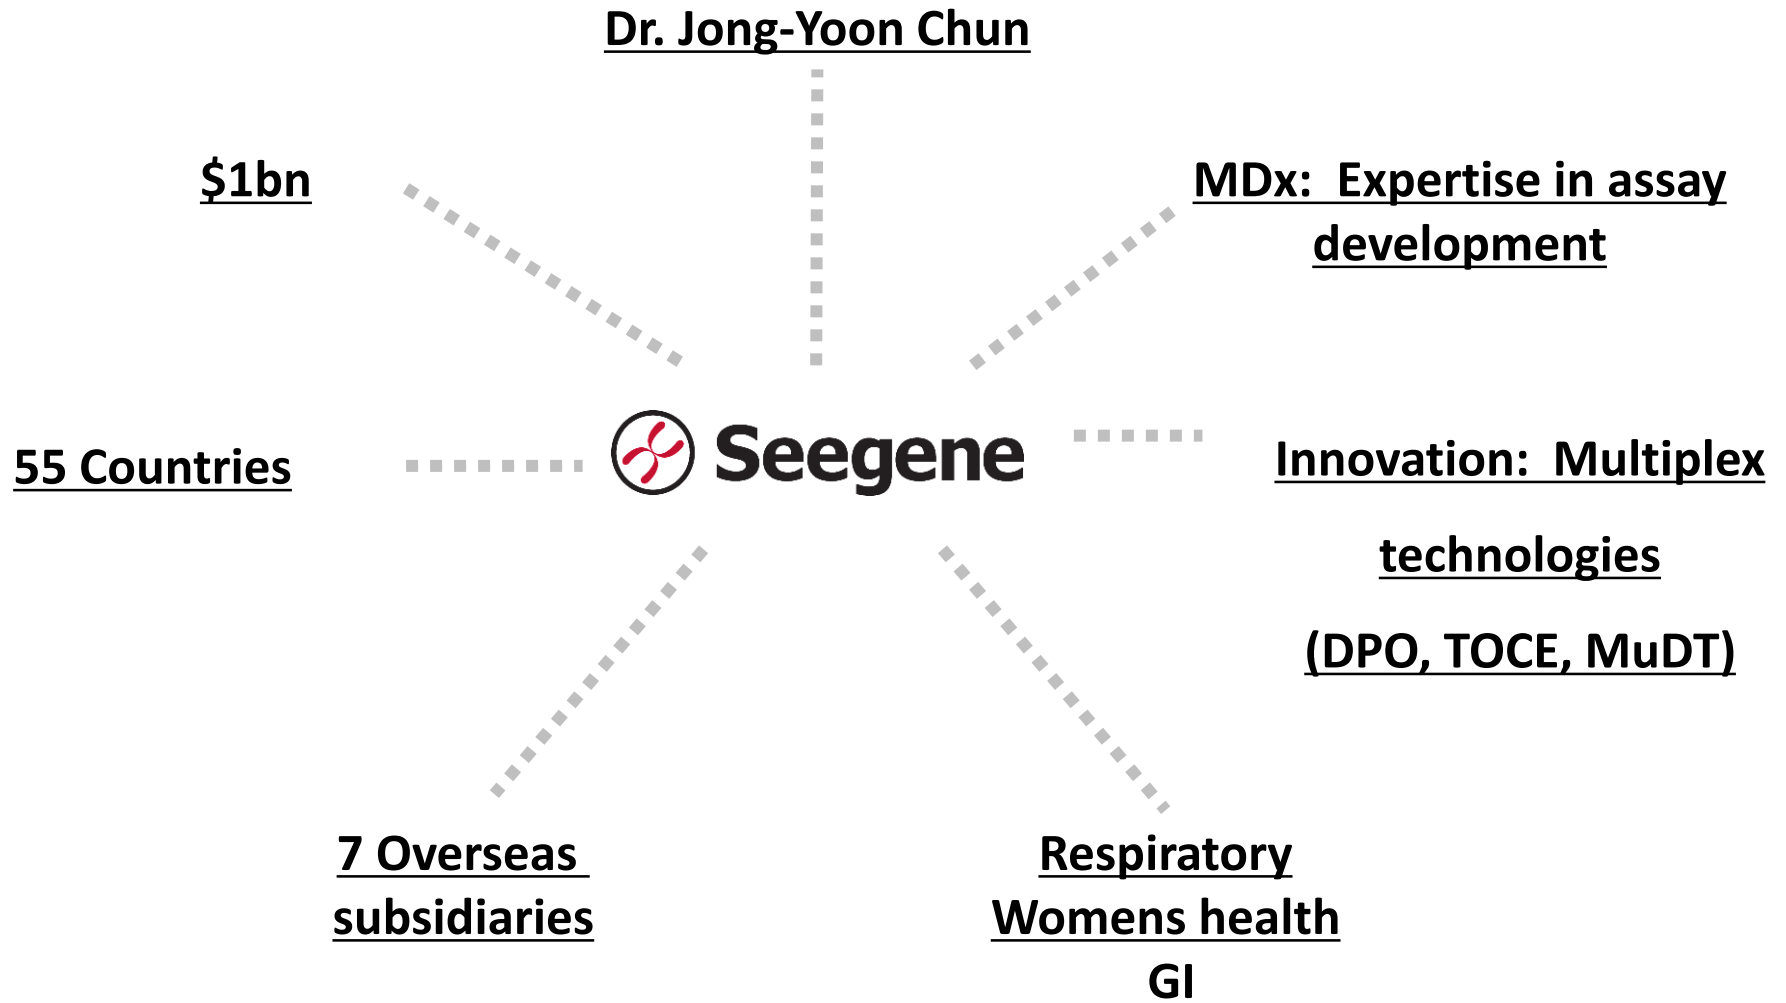 Dr. Jong-Yoon Chun
$1bn
MDx:  Expertise in assay
development
Seegene
55 Countries
Innovation:  Multiplex
technologies
(DPO, TOCE, MuDT)
7 Overseas
subsidiaries
Respiratory
Womens health
GI